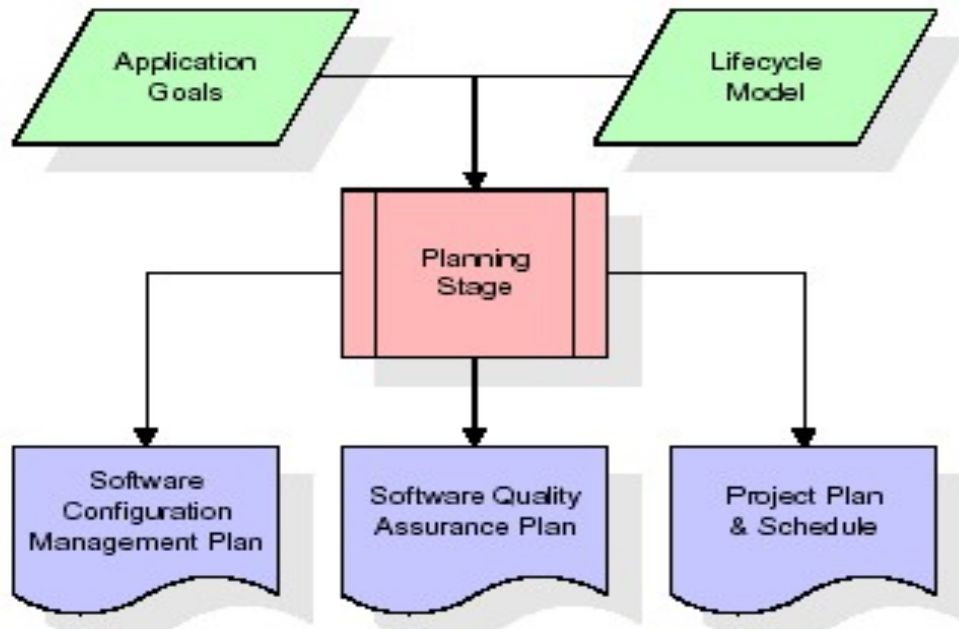 Application
Goals
Lifecycle
Model
Planning
Stage
Software
Configuration
Management Plan
Software Quality
Assurance Plan
Project Plan
& Schedule